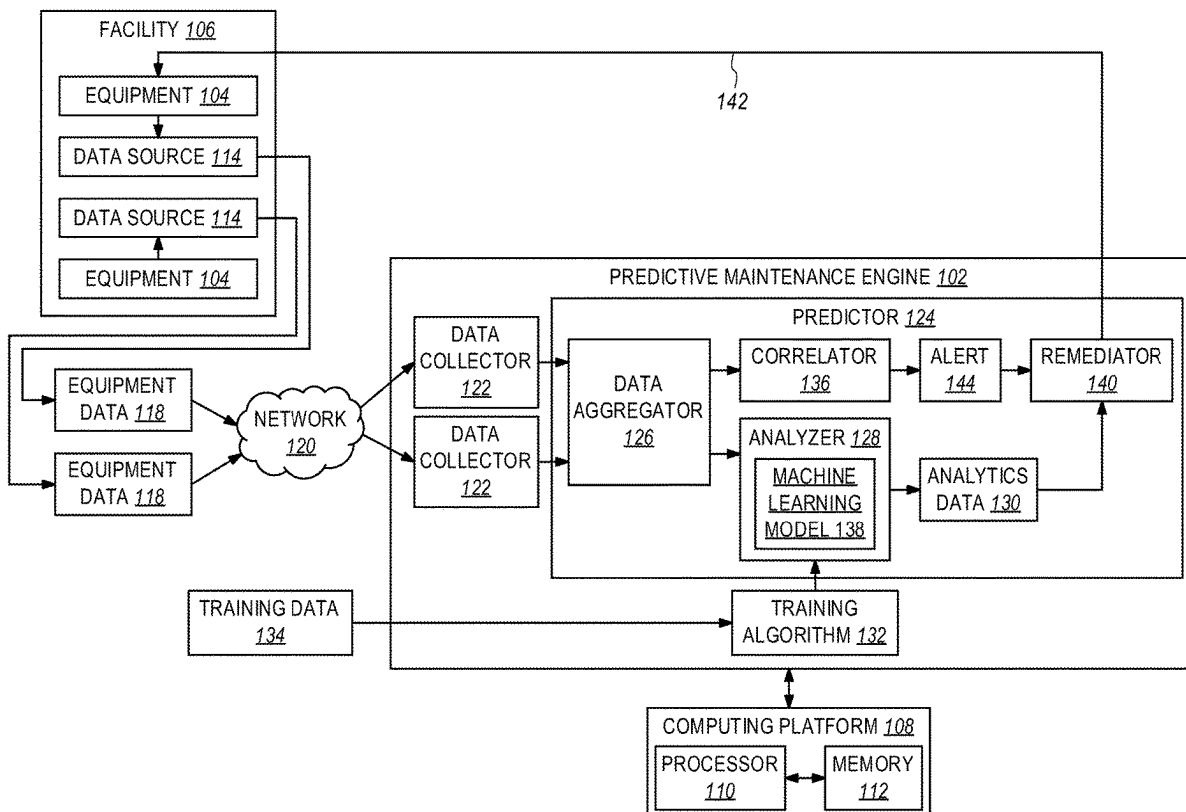 FACILITY 106
EQUIPMENT 104
DATA SOURCE 114
DATA SOURCE 114
EQUIPMENT 104
142
EQUIPMENT
DATA 118
EQUIPMENT
DATA 118
NETWORK
120
PREDICTIVE MAINTENANCE ENGINE 102
DATA
COLLECTOR
122
DATA
COLLECTOR
122
PREDICTOR 124
DATA
AGGREGATOR
126
CORRELATOR
136
ALERT
144
REMEDIATOR
140
ANALYZER 128
MACHINE
LEARNING
MODEL 138
ANALYTICS
DATA 130
TRAINING DATA
134
TRAINING
ALGORITHM 132
COMPUTING PLATFORM 108
PROCESSOR
110
MEMORY
112